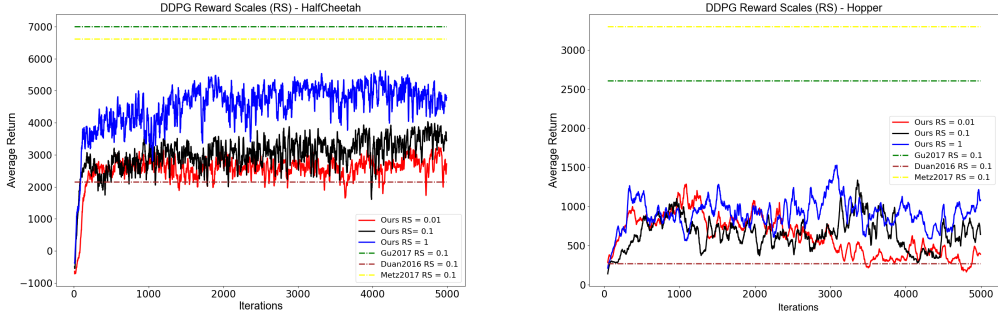 DDPG Reward Scales (RS) - HalfCheetah
7000
6000
5000
4000
3000
2000
1000
0
−1000
Average Return
0
1000
2000
3000
4000
5000
Iterations
Ours RS = 0.01
Ours RS= 0.1
Ours RS = 1
Gu2017 RS = 0.1
Duan2016 RS = 0.1
Metz2017 RS = 0.1
DDPG Reward Scales (RS) - Hopper
3000
2500
2000
1500
1000
500
0
Average Return
0
1000
2000
3000
4000
5000
Iterations
Ours RS = 0.01
Ours RS = 0.1
Ours RS = 1
Gu2017 RS = 0.1
Duan2016 RS = 0.1
Metz2017 RS = 0.1